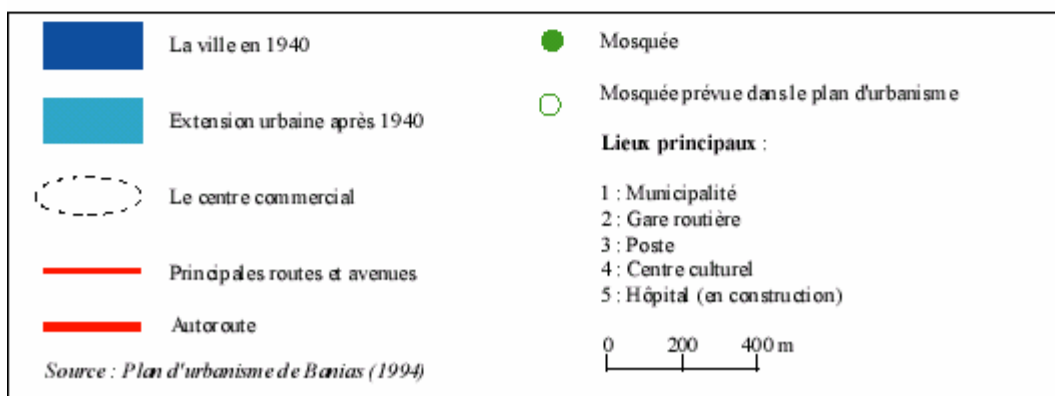 La ville en 1940
Extension urbaine après 1940
Le centre commercial
Principales routes et avenues
Autoroute
Source : Plan d'urbanisme de Banias (1994)
Mosquée
Mosquée prévue dans le plan d'urbanisme
Lieux principaux :
1 : Municipalité
2 : Gare routière
3 : Poste
4 : Centre culturel
5 : Hôpital (en construction)
0 200 400 m